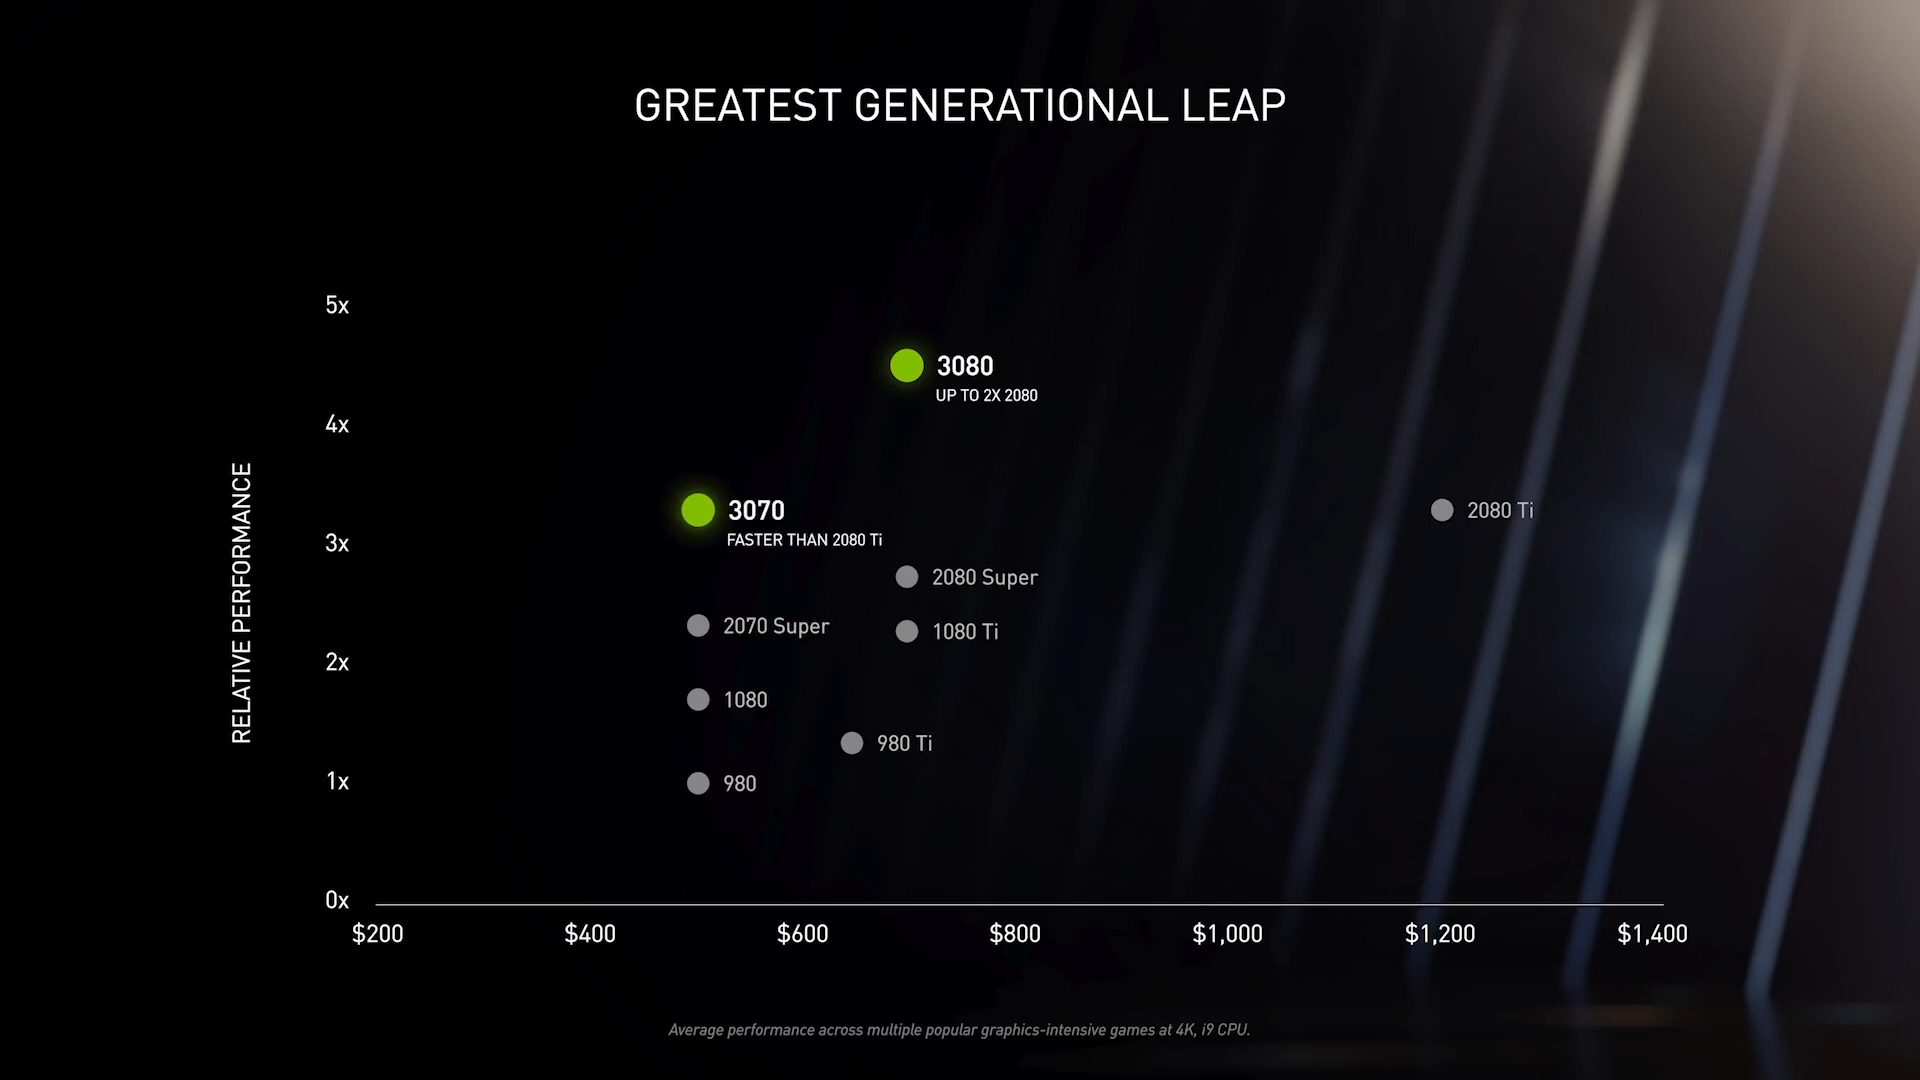 GREATEST GENERATIONAL LEAP
RELATIVE PERFORMANCE
5x
4x
3x
2x
1x
0x
3080
UP TO 2X 2080
3070
FASTER THAN 2080 Ti
2080 Ti
2080 Super
2070 Super
1080 Ti
1080
980 Ti
980
$200
$400
$600
$800
$1,000
$1,200
$1,400
Average performance across multiple popular graphics-intensive games at 4K, i9 CPU.